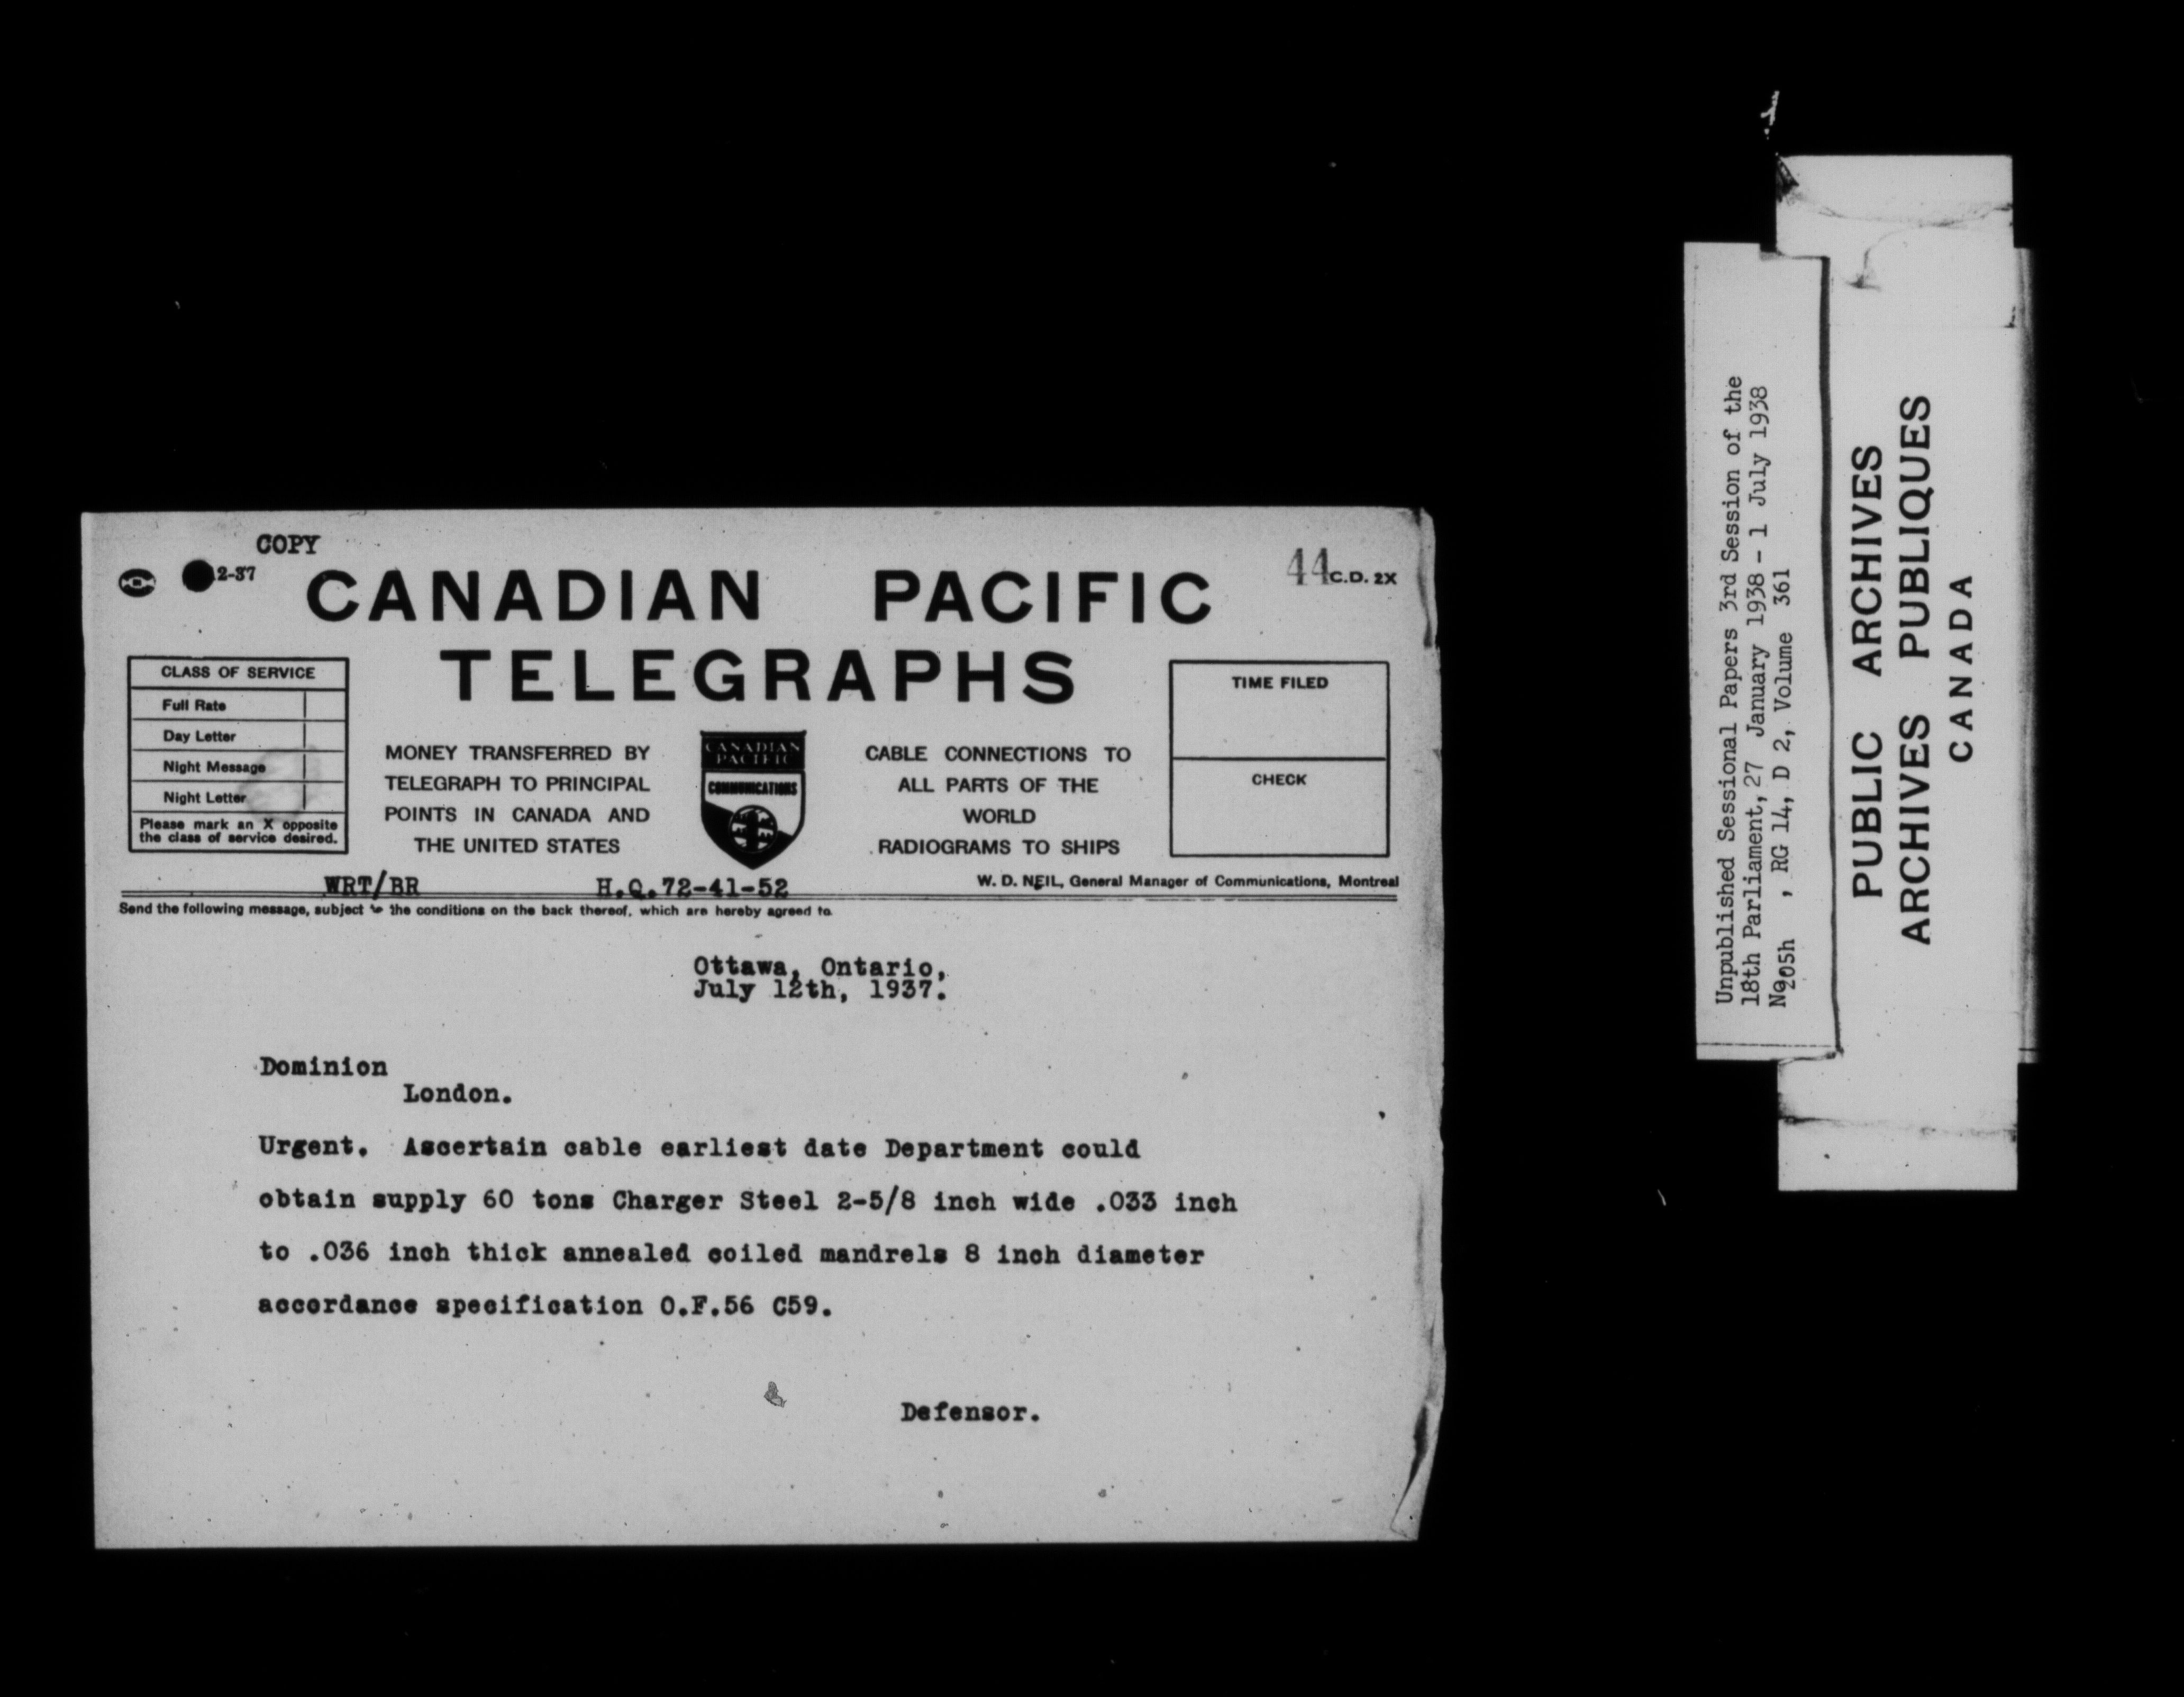 COPY
2-37
44 C.D. 2X
CANADIAN PACIFIC
TELEGRAPHS
CLASS OF SERVICE
Full Rate
Day Letter
Night Message
Night Letter
Please mark an X opposite
the class of service desired.
MONEY TRANSFERRED BY
TELEGRAPH TO PRINCIPAL
POINTS IN CANADA AND
THE UNITED STATES
CANADIAN
PACIFIC
COMMUNICATIONS
CABLE CONNECTIONS TO
ALL PARTS OF THE
WORLD
RADIOGRAMS TO SHIPS
TIME FILED
CHECK
WRT/BR H.Q.72-41-52
W. D. NEIL, General Manager of Communications, Montreal
Send the following message, subject to the conditions on the back thereof, which are hereby agreed to.
Ottawa, Ontario,
July 12th, 1937.
Dominion
London.
Urgent. Ascertain cable earliest date Department could
obtain supply 60 tons Charger Steel 2-5/8 inch wide .033 inch
to .036 inch thick annealed coiled mandrels 8 inch diameter
accordance specification O.F.56 C59.
Defensor.
Unpublished Sessional Papers 3rd Session of the
18th Parliament, 27 January 1938 - 1 July 1938
No. 205h , RG 14, D 2, Volume 361
PUBLIC ARCHIVES
ARCHIVES PUBLIQUES
CANADA